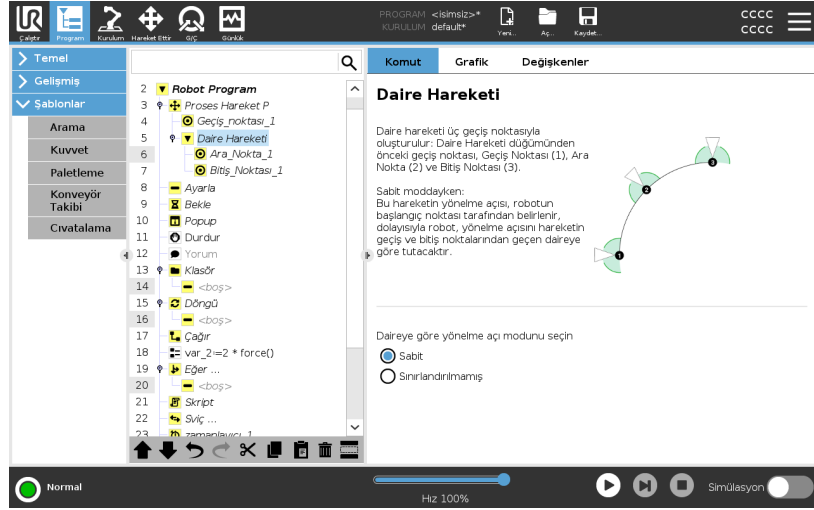 UR
PROGRAM <isimsiz>*
KURULUM default*
CCCC
CCCC
Çalıştır
Program
Kurulum
Hareket Ettir
G/Ç
Günlük
Yeni...
Aç...
Kaydet...
Temel
Gelişmiş
Şablonlar
Arama
Kuvvet
Paletleme
Konveyör
Takibi
Cıvatalama
2 Robot Program
3 Proses Hareket P
4 Geçiş_noktası_1
5 Daire Hareketi
6 Ara_Nokta_1
7 Bitiş_Noktası_1
8 Ayarla
9 Bekle
10 Popup
11 Durdur
12 Yorum
13 Klasör
14 <boş>
15 Döngü
16 <boş>
17 Çağır
18 var_2≔2 * force()
19 Eğer ...
20 <boş>
21 Skript
22 Sviç ...
23 zamanlayıcı_1
Komut
Grafik
Değişkenler
Daire Hareketi
Daire hareketi üç geçiş noktasıyla
oluşturulur: Daire Hareketi düğümünden
önceki geçiş noktası, Geçiş Noktası (1), Ara
Nokta (2) ve Bitiş Noktası (3).
Sabit moddayken:
Bu hareketin yönelme açısı, robotun
başlangıç noktası tarafından belirlenir,
dolayısıyla robot, yönelme açısını hareketin
geçiş ve bitiş noktalarından geçen daireye
göre tutacaktır.
1
2
3
Daireye göre yönelme açı modunu seçin
Sabit
Sınırlandırılmamış
Normal
Hız 100%
Simülasyon